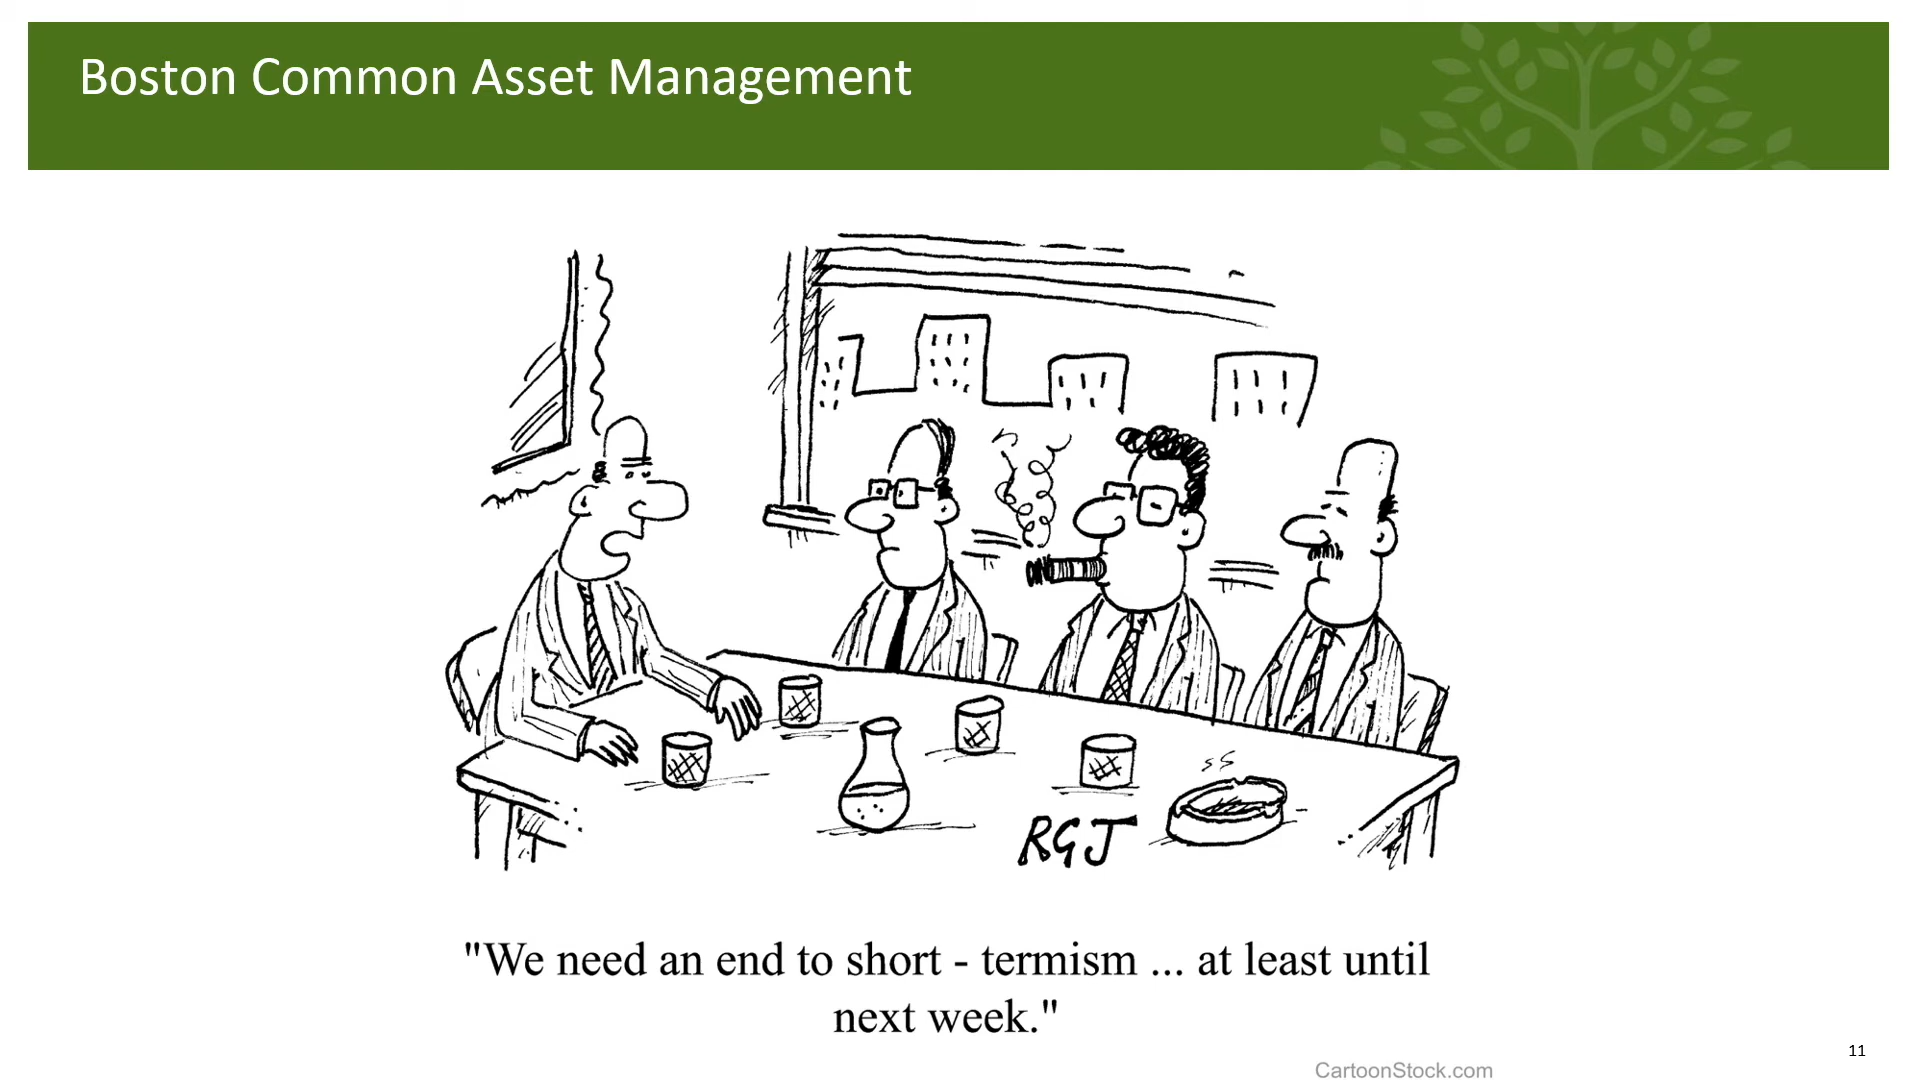 Boston Common Asset Management
RGJ
"We need an end to short - termism ... at least until
next week."
11
CartoonStock.com